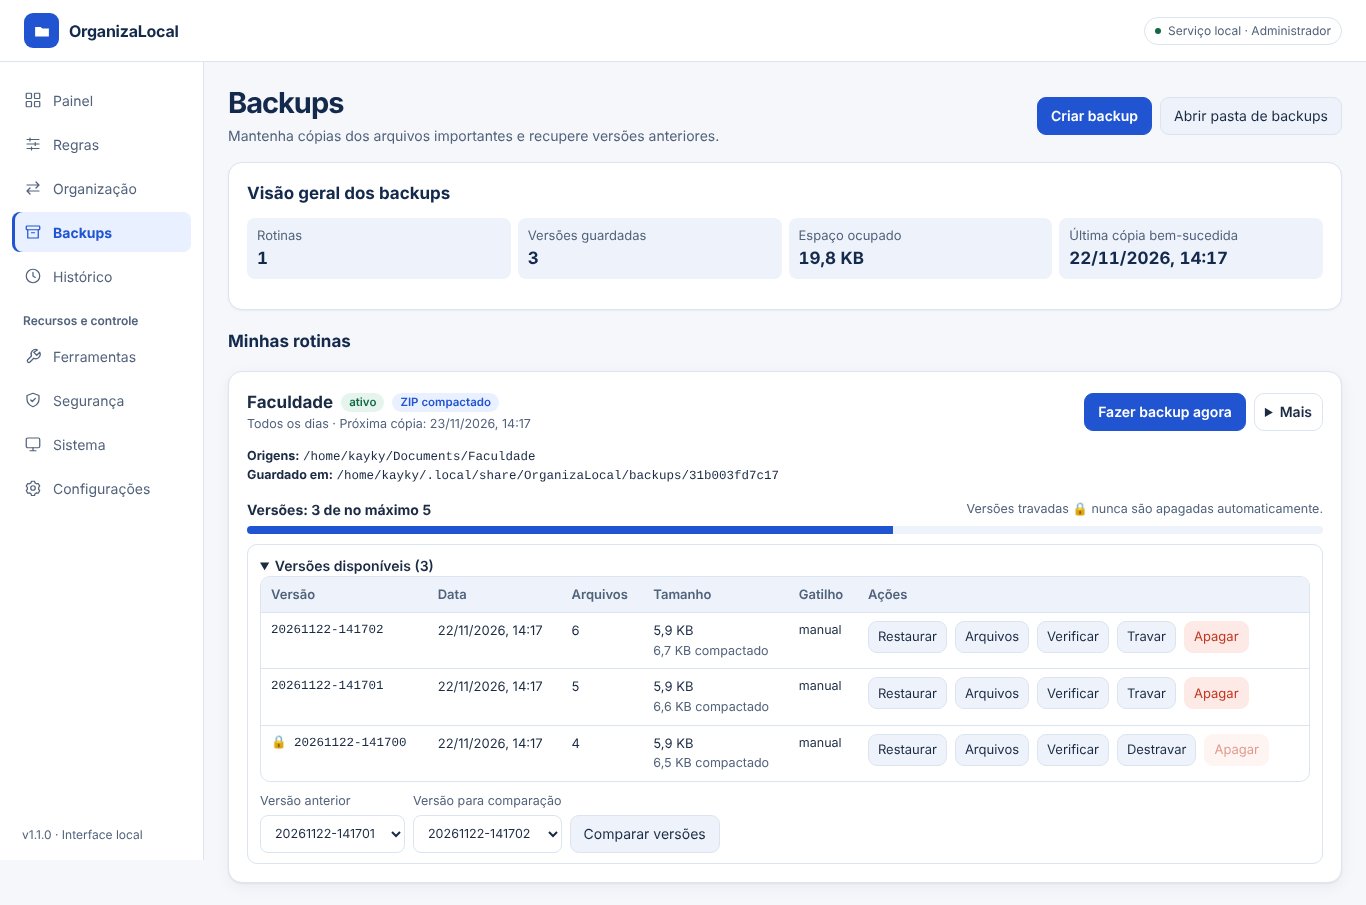 OrganizaLocal
Serviço local · Administrador
Painel
Regras
Organização
Backups
Histórico
Recursos e controle
Ferramentas
Segurança
Sistema
Configurações
v1.1.0 · Interface local
Backups
Mantenha cópias dos arquivos importantes e recupere versões anteriores.
Criar backup
Abrir pasta de backups
Visão geral dos backups
Rotinas
1
Versões guardadas
3
Espaço ocupado
19,8 KB
Última cópia bem-sucedida
22/11/2026, 14:17
Minhas rotinas
Faculdade ativo ZIP compactado
Todos os dias · Próxima cópia: 23/11/2026, 14:17
Fazer backup agora
▶ Mais
Origens: /home/kayky/Documents/Faculdade
Guardado em: /home/kayky/.local/share/OrganizaLocal/backups/31b003fd7c17
Versões: 3 de no máximo 5
Versões travadas 🔒 nunca são apagadas automaticamente.
▼ Versões disponíveis (3)
Versão Data Arquivos Tamanho Gatilho Ações
20261122-141702 22/11/2026, 14:17 6 5,9 KB manual Restaurar Arquivos Verificar Travar Apagar
6,7 KB compactado
20261122-141701 22/11/2026, 14:17 5 5,9 KB manual Restaurar Arquivos Verificar Travar Apagar
6,6 KB compactado
🔒 20261122-141700 22/11/2026, 14:17 4 5,9 KB manual Restaurar Arquivos Verificar Destravar Apagar
6,5 KB compactado
Versão anterior Versão para comparação
20261122-141701 20261122-141702 Comparar versões